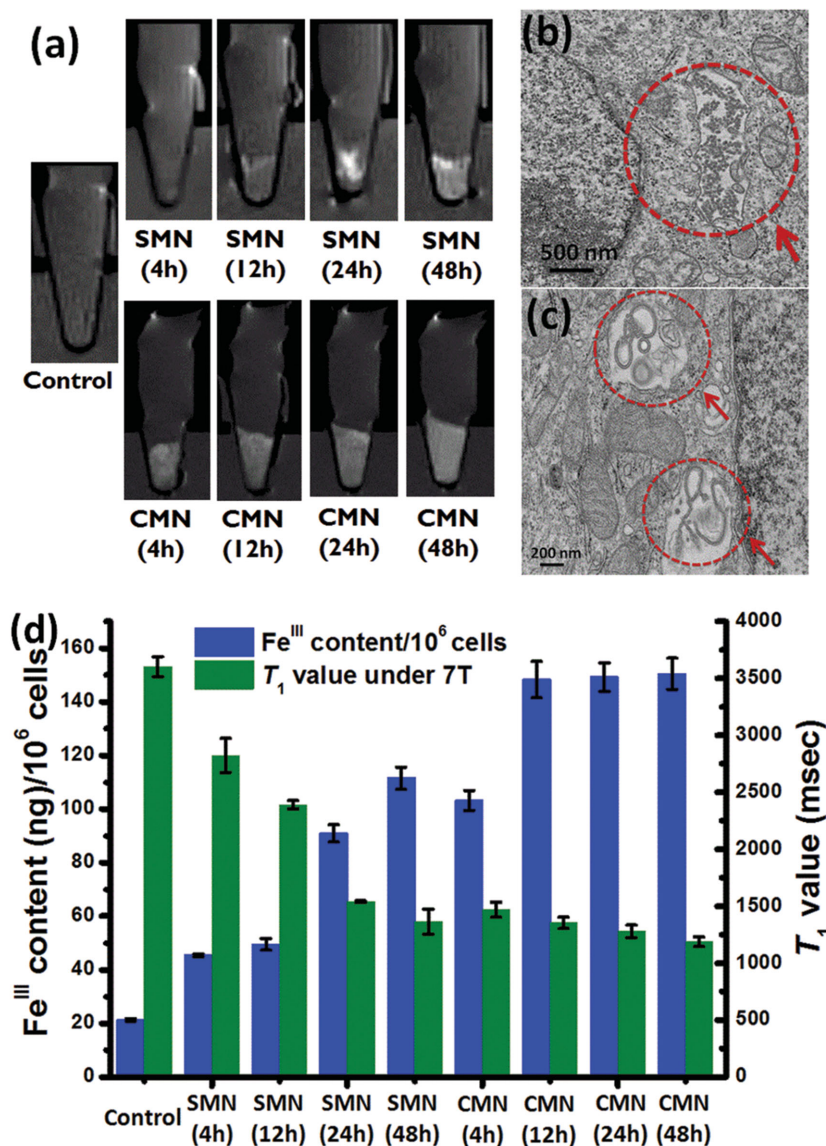 (a)
SMN SMN SMN SMN
(4h) (12h) (24h) (48h)
Control
CMN CMN CMN CMN
(4h) (12h) (24h) (48h)
(b)
500 nm
(c)
200 nm
(d)
Fe^III content/10^6 cells
T_1 value under 7T
Fe^III content (ng)/10^6 cells
160
140
120
100
80
60
40
20
0
4000
3500
3000
2500
2000
1500
1000
500
0
T_1 value (msec)
Control SMN SMN SMN SMN CMN CMN CMN CMN
(4h) (12h) (24h) (48h) (4h) (12h) (24h) (48h)